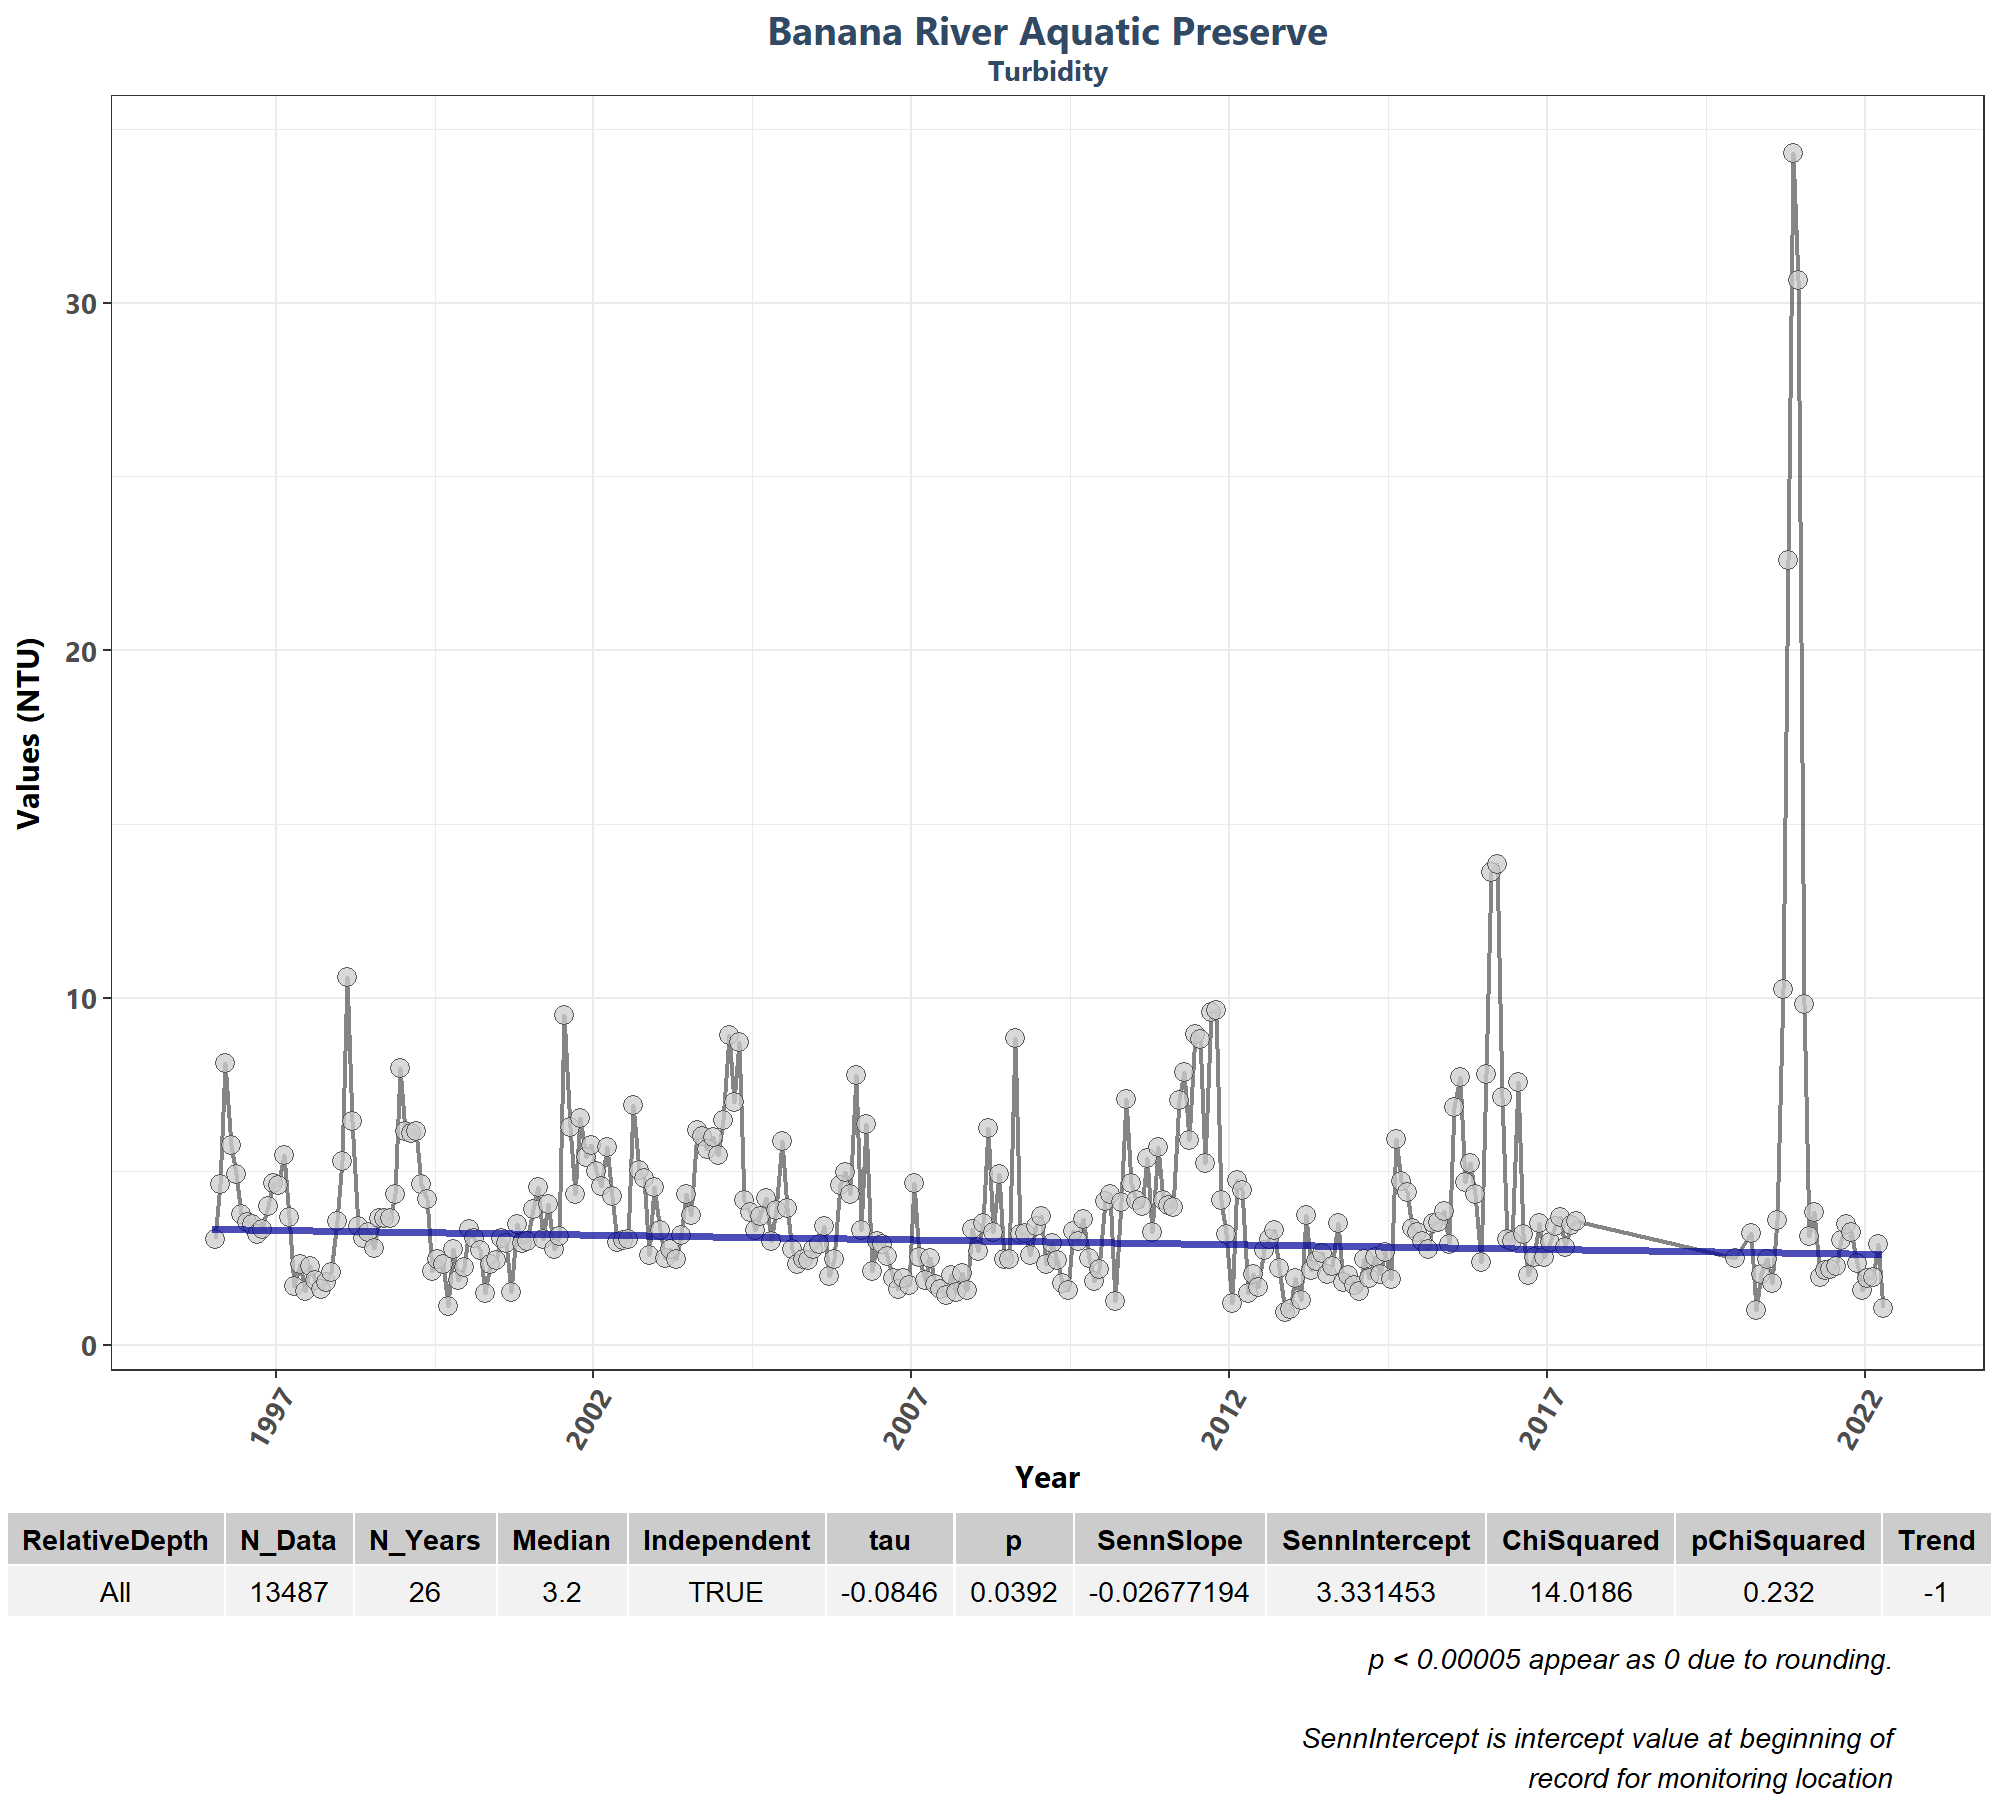 Banana River Aquatic Preserve
Turbidity
Values (NTU)
30
20
10
0
1997 2002 2007 2012 2017 2022
Year
RelativeDepth N_Data N_Years Median Independent tau p SennSlope SennIntercept ChiSquared pChiSquared Trend
All 13487 26 3.2 TRUE -0.0846 0.0392 -0.02677194 3.331453 14.0186 0.232 -1
p < 0.00005 appear as 0 due to rounding.
SennIntercept is intercept value at beginning of
record for monitoring location